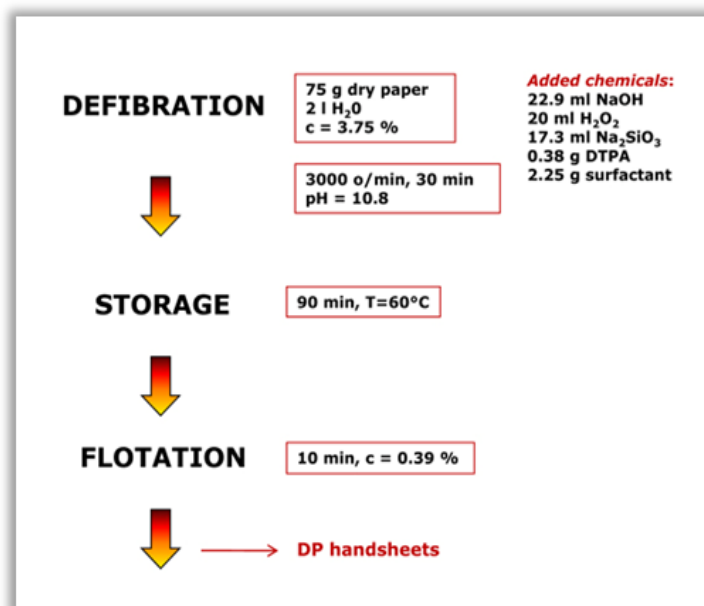 DEFIBRATION
75 g dry paper
2 l H₂0
c = 3.75 %
3000 o/min, 30 min
pH = 10.8
Added chemicals:
22.9 ml NaOH
20 ml H₂O₂
17.3 ml Na₂SiO₃
0.38 g DTPA
2.25 g surfactant
STORAGE
90 min, T=60°C
FLOTATION
10 min, c = 0.39 %
DP handsheets